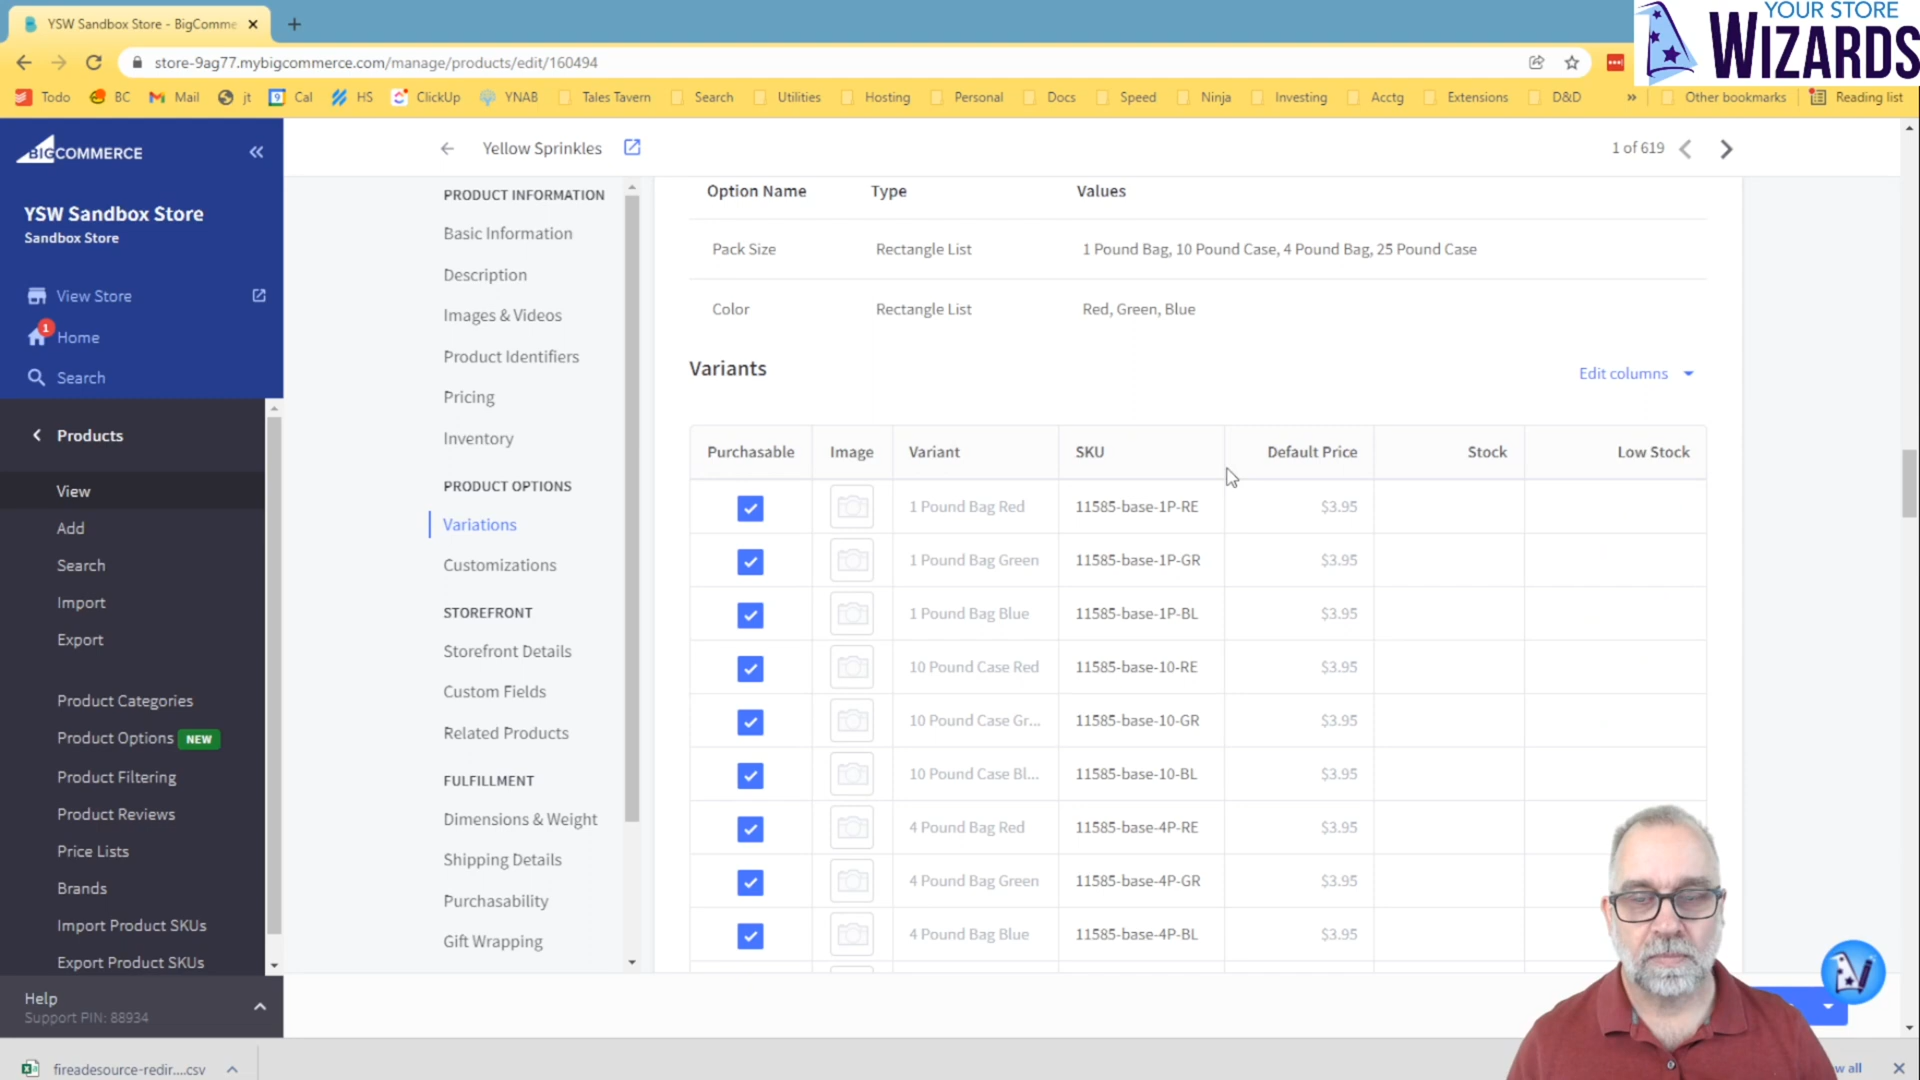 YSW Sandbox Store - BigComme
YOUR STORE
WIZARDS
store-9ag77.mybigcommerce.com/manage/products/edit/160494
Todo BC Mail jt Cal HS ClickUp YNAB Tales Tavern Search Utilities Hosting Personal Docs Speed Ninja Investing Acctg Extensions D&D » Other bookmarks Reading list
BIGCOMMERCE
YSW Sandbox Store
Sandbox Store
View Store
1
Home
Search
Products
View
Add
Search
Import
Export
Product Categories
Product Options NEW
Product Filtering
Product Reviews
Price Lists
Brands
Import Product SKUs
Export Product SKUs
Help
Support PIN: 88934
Yellow Sprinkles
1 of 619
PRODUCT INFORMATION
Basic Information
Description
Images & Videos
Product Identifiers
Pricing
Inventory
PRODUCT OPTIONS
Variations
Customizations
STOREFRONT
Storefront Details
Custom Fields
Related Products
FULFILLMENT
Dimensions & Weight
Shipping Details
Purchasability
Gift Wrapping
Option Name Type Values
Pack Size Rectangle List 1 Pound Bag, 10 Pound Case, 4 Pound Bag, 25 Pound Case
Color Rectangle List Red, Green, Blue
Variants
Edit columns
Purchasable Image Variant SKU Default Price Stock Low Stock
1 Pound Bag Red 11585-base-1P-RE $3.95
1 Pound Bag Green 11585-base-1P-GR $3.95
1 Pound Bag Blue 11585-base-1P-BL $3.95
10 Pound Case Red 11585-base-10-RE $3.95
10 Pound Case Gr... 11585-base-10-GR $3.95
10 Pound Case Bl... 11585-base-10-BL $3.95
4 Pound Bag Red 11585-base-4P-RE $3.95
4 Pound Bag Green 11585-base-4P-GR $3.95
4 Pound Bag Blue 11585-base-4P-BL $3.95
fireadesource-redir....csv
w all